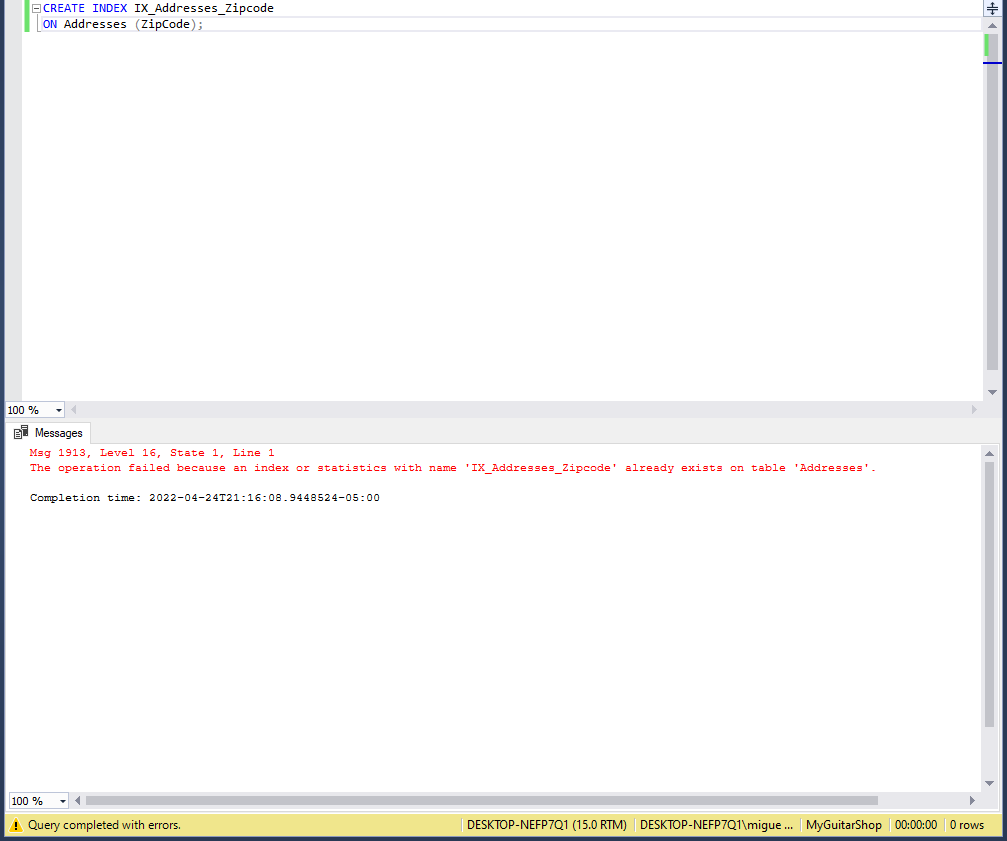 CREATE INDEX IX_Addresses_Zipcode
ON Addresses (ZipCode);
100 %
Messages
Msg 1913, Level 16, State 1, Line 1
The operation failed because an index or statistics with name 'IX_Addresses_Zipcode' already exists on table 'Addresses'.
Completion time: 2022-04-24T21:16:08.9448524-05:00
100 %
Query completed with errors.
DESKTOP-NEFP7Q1 (15.0 RTM)
DESKTOP-NEFP7Q1\migue ...
MyGuitarShop
00:00:00
0 rows